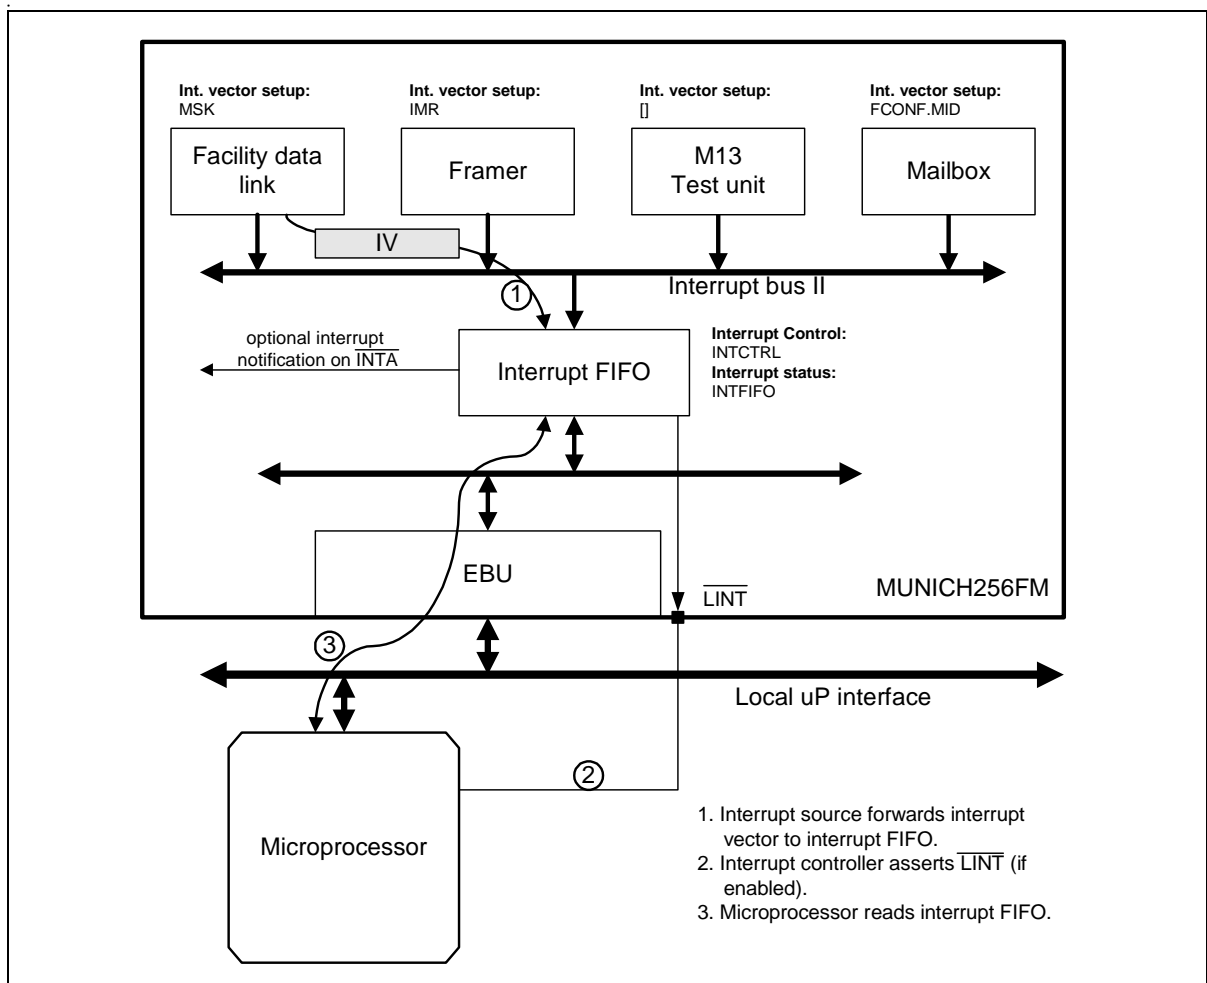 .
Int. vector setup:
MSK
Int. vector setup:
IMR
Int. vector setup:
[]
Int. vector setup:
FCONF.MID
Facility data
link
Framer
M13
Test unit
Mailbox
IV
1
Interrupt bus II
optional interrupt
notification on INTA
Interrupt FIFO
Interrupt Control:
INTCTRL
Interrupt status:
INTFIFO
EBU
LINT
MUNICH256FM
3
Local uP interface
2
Microprocessor
1. Interrupt source forwards interrupt
vector to interrupt FIFO.
2. Interrupt controller asserts LINT (if
enabled).
3. Microprocessor reads interrupt FIFO.